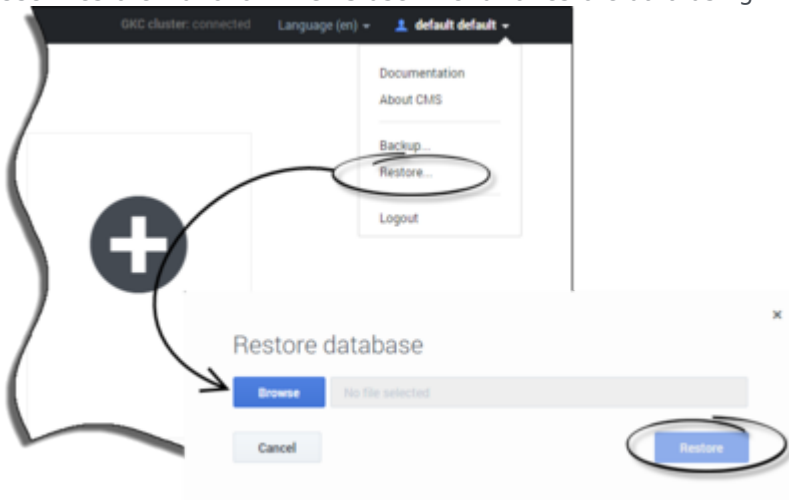 GKC cluster: connected Language (en) default default
Documentation
About CMS
Backup...
Restore...
Logout
Restore database
×
Browse No file selected
Cancel Restore